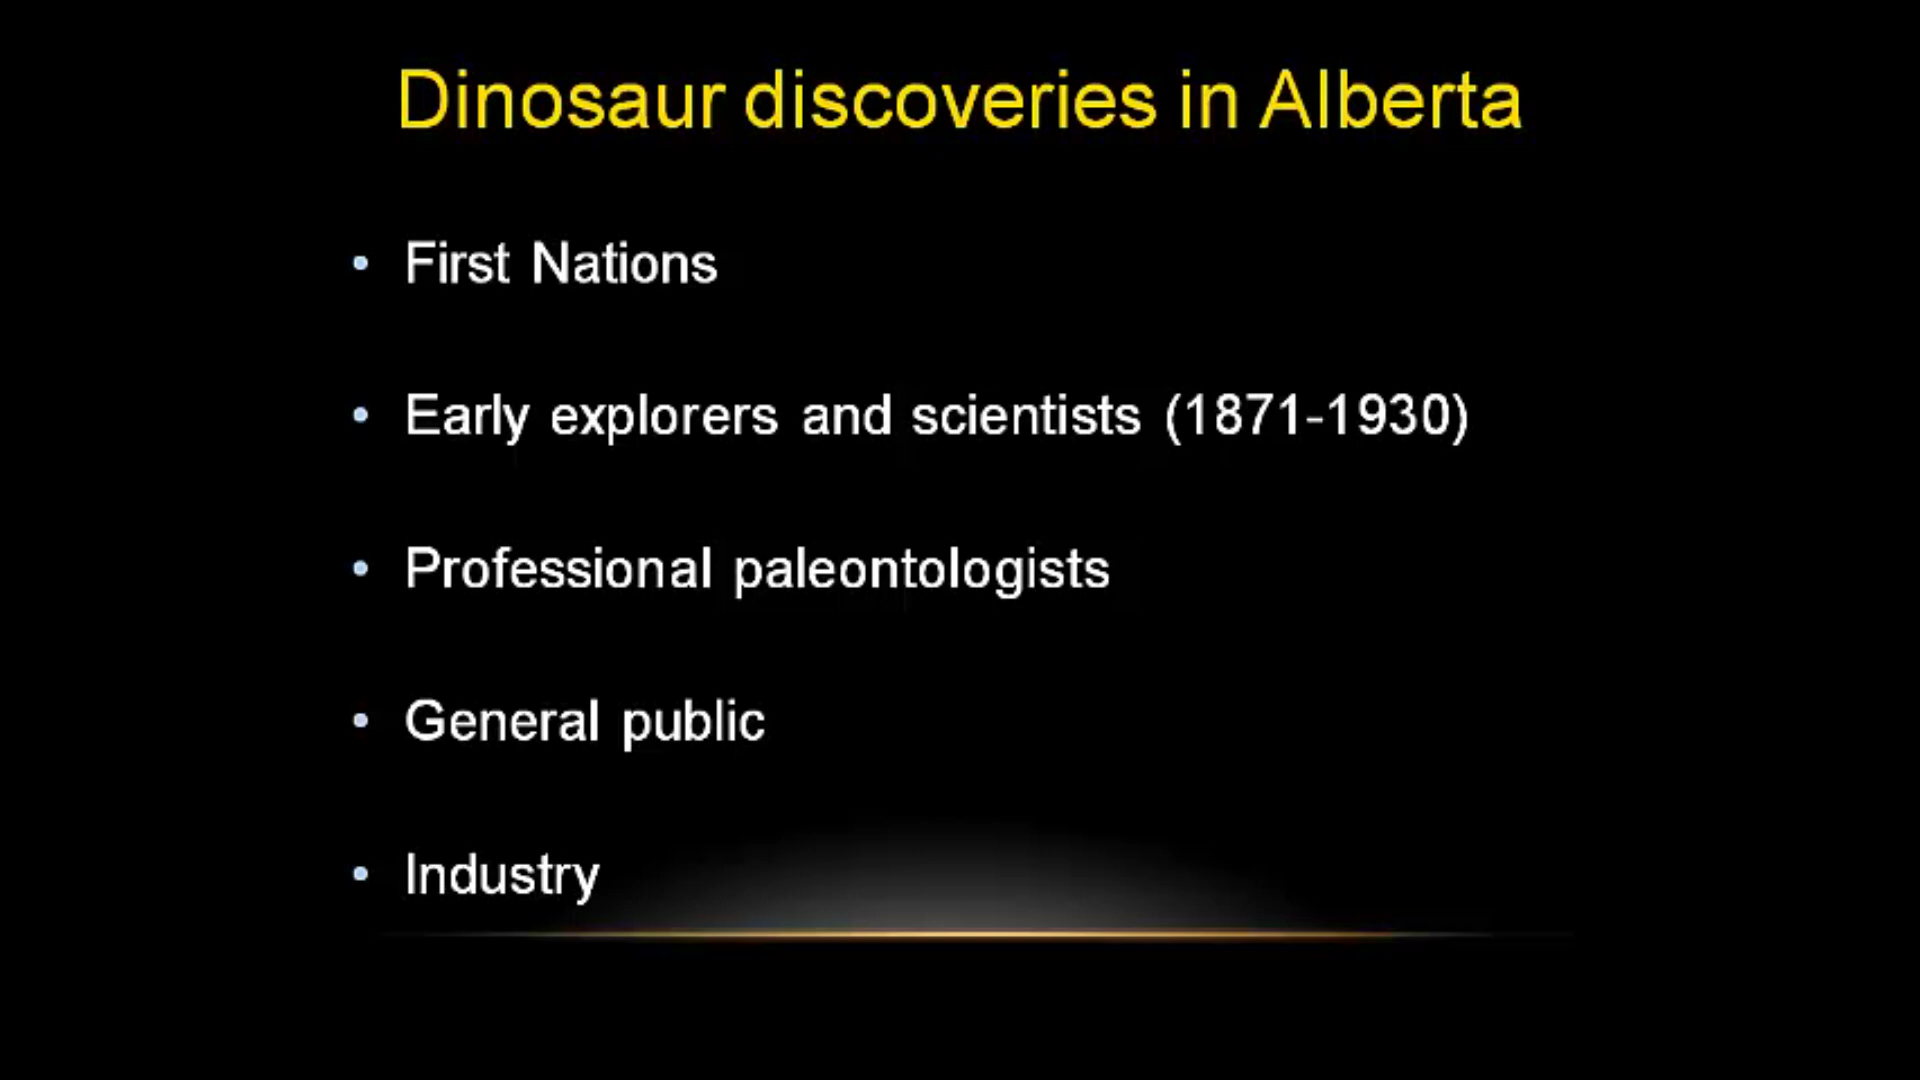 Dinosaur discoveries in Alberta
• First Nations
• Early explorers and scientists (1871-1930)
• Professional paleontologists
• General public
• Industry